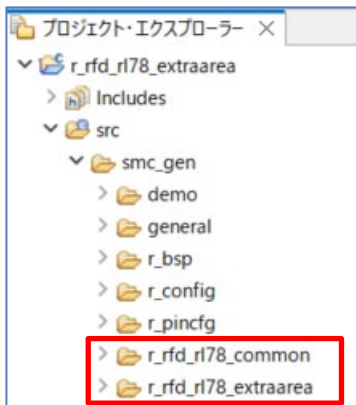 プロジェクト・エクスプローラー
r_rfd_rl78_extraarea
Includes
src
smc_gen
demo
general
r_bsp
r_config
r_pincfg
r_rfd_rl78_common
r_rfd_rl78_extraarea